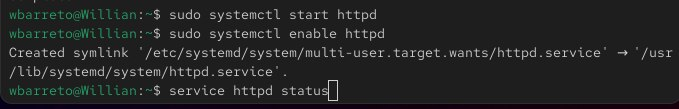 wbarreto@Willian:~$ sudo systemctl start httpd
wbarreto@Willian:~$ sudo systemctl enable httpd
Created symlink '/etc/systemd/system/multi-user.target.wants/httpd.service' → '/usr
/lib/systemd/system/httpd.service'.
wbarreto@Willian:~$ service httpd status